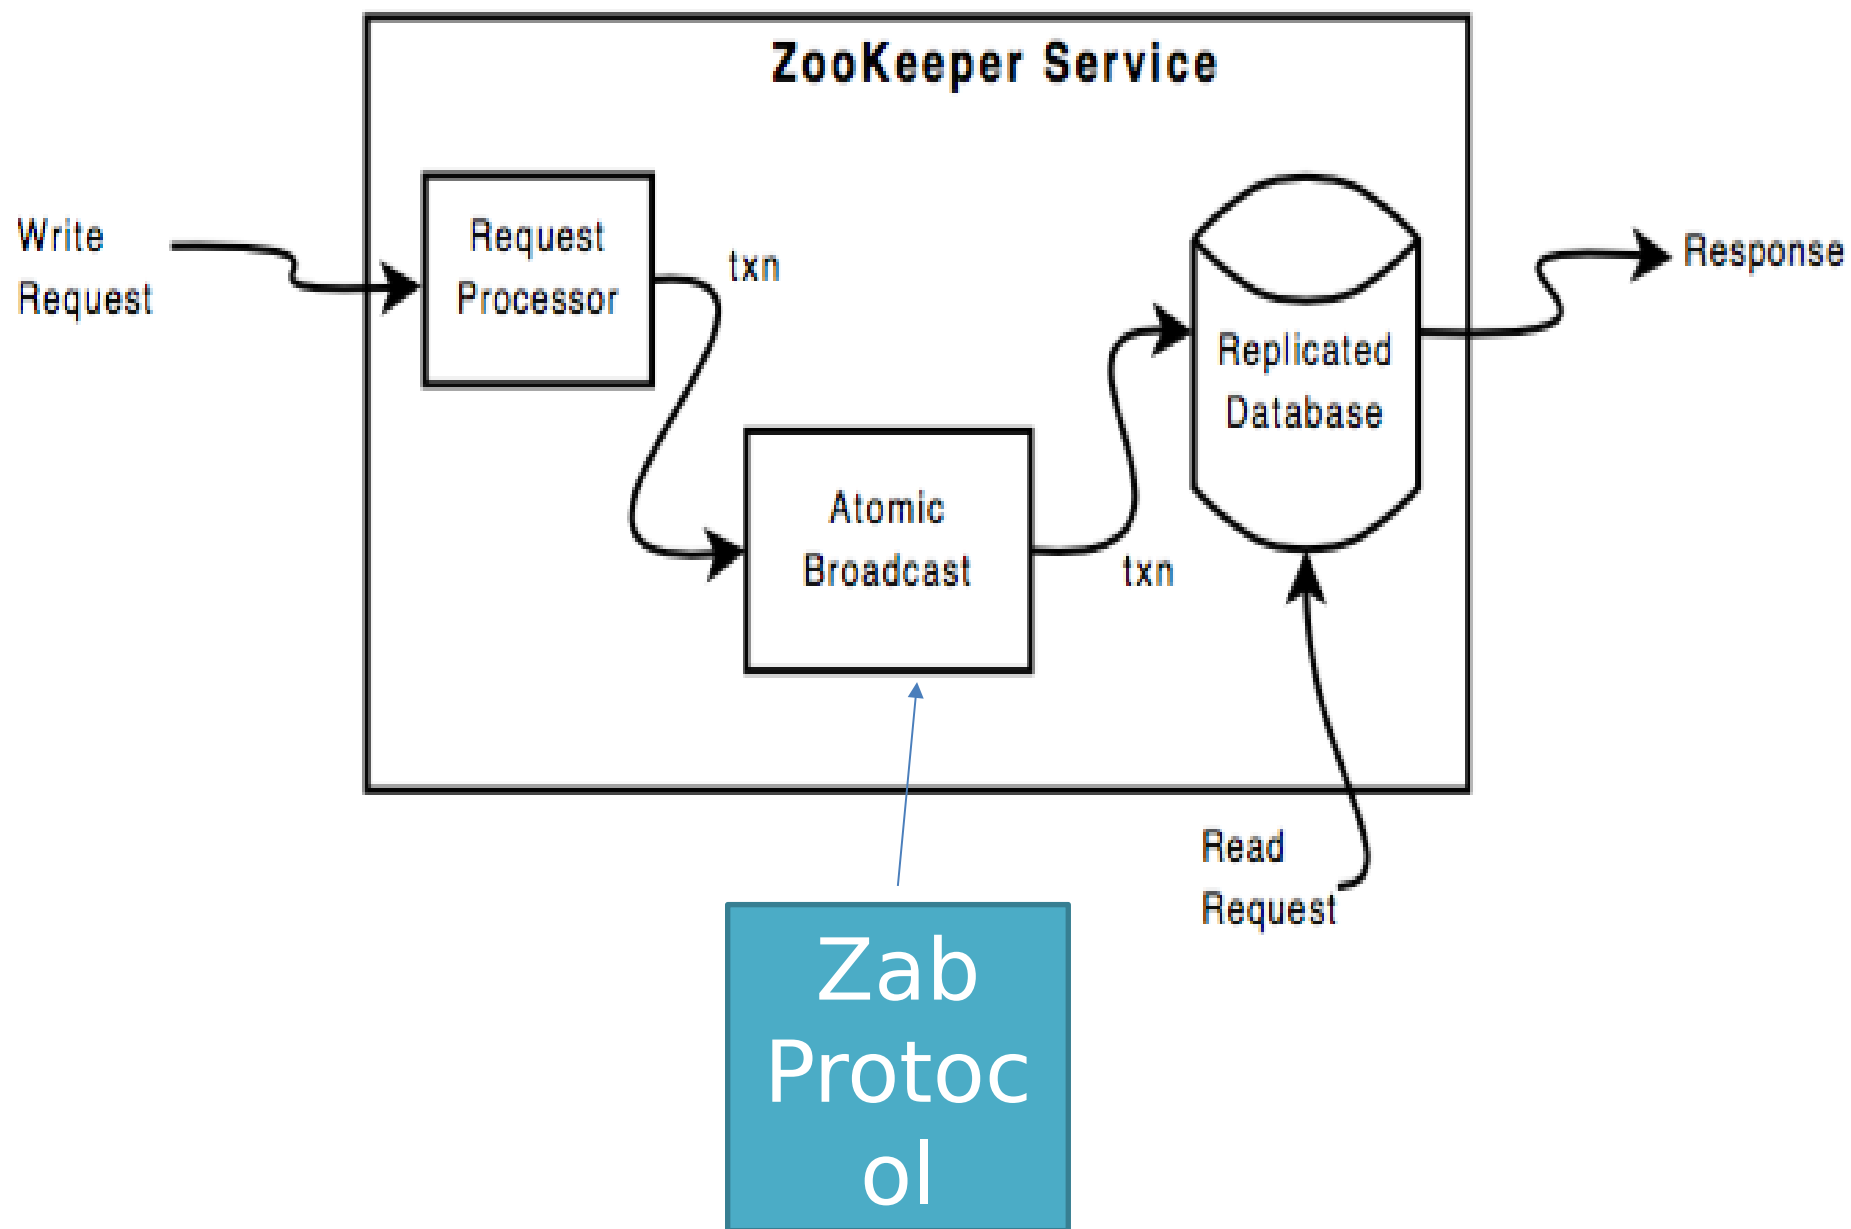 ZooKeeper Service
Write
Request
Request
Processor
txn
Atomic
Broadcast
txn
Replicated
Database
Response
Read
Request
Zab
Protoc
ol